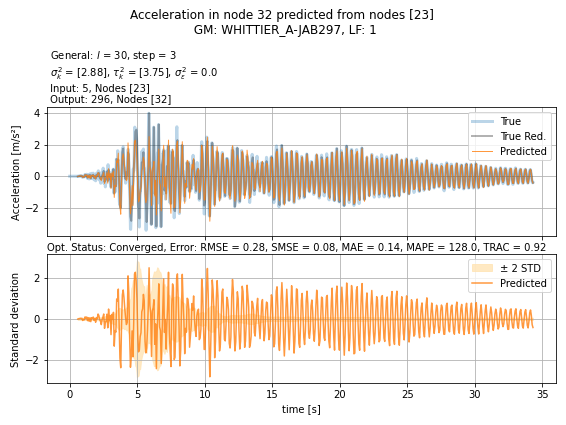 Acceleration in node 32 predicted from nodes [23]
GM: WHITTIER_A-JAB297, LF: 1
General: l = 30, step = 3
σ²ₖ = [2.88], τ²ₖ = [3.75], σ²ε = 0.0
Input: 5, Nodes [23]
Output: 296, Nodes [32]
Acceleration [m/s²]
4
2
0
−2
True
True Red.
Predicted
Opt. Status: Converged, Error: RMSE = 0.28, SMSE = 0.08, MAE = 0.14, MAPE = 128.0, TRAC = 0.92
Standard deviation
2
0
−2
± 2 STD
Predicted
0 5 10 15 20 25 30 35
time [s]